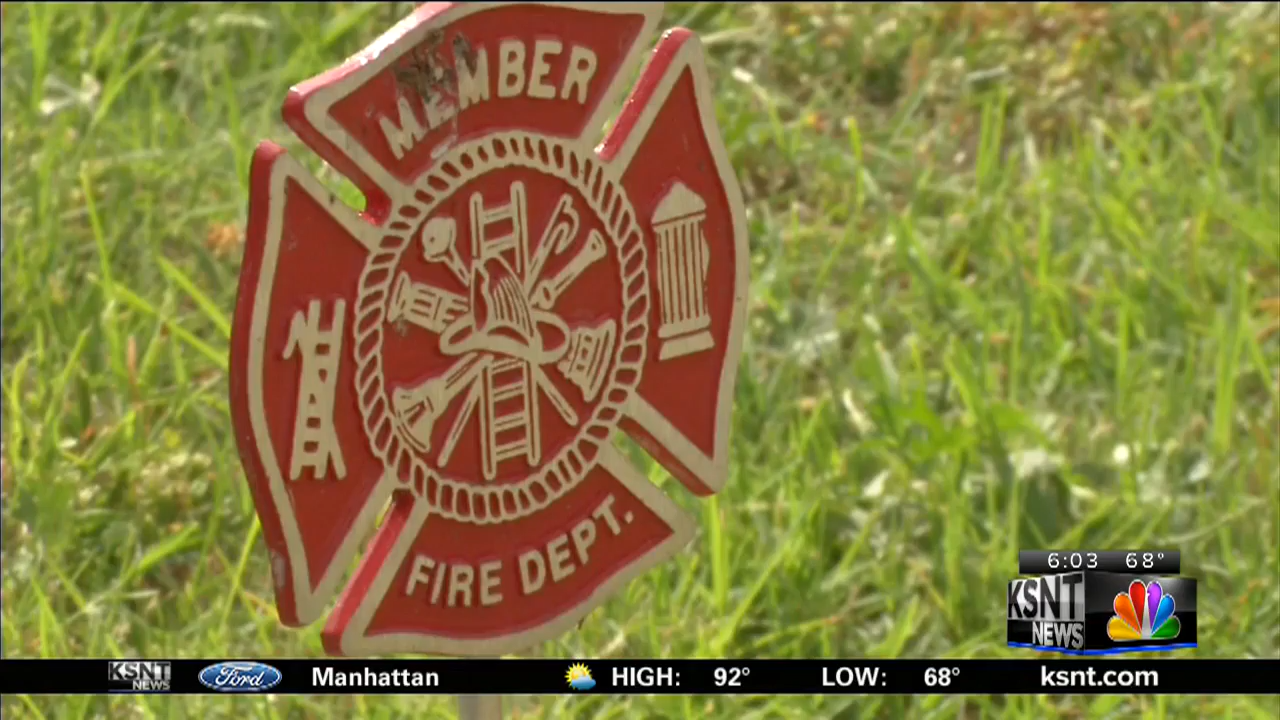 MEMBER
FIRE DEPT.
6:03 68°
KSNT
NEWS
KSNT NEWS Ford Manhattan HIGH: 92° LOW: 68° ksnt.com